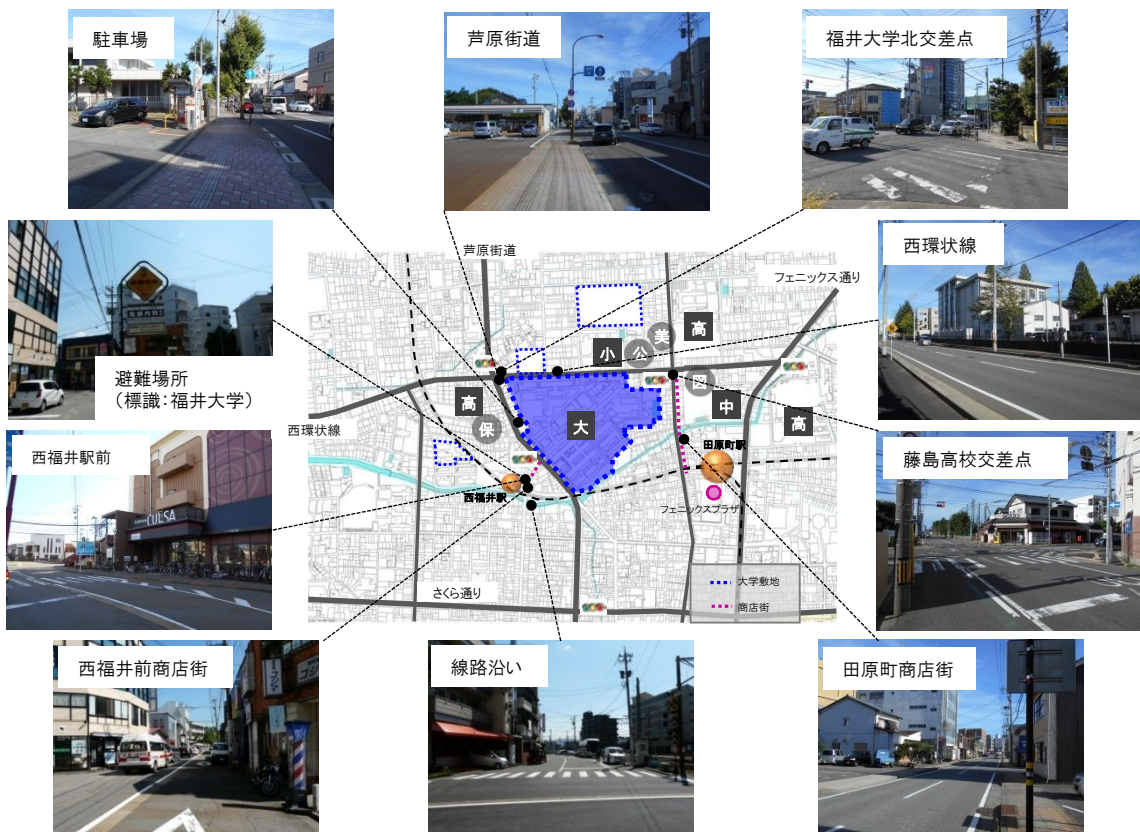 駐車場
芦原街道
福井大学北交差点
西環状線
避難場所
（標識：福井大学）
芦原街道
フェニックス通り
高
美
公
小
図
高
保
大
中
高
西環状線
田原町駅
西福井駅
フェニックスプラザ
さくら通り
大学敷地
商店街
西福井駅前
CULSA
藤島高校交差点
西福井前商店街
線路沿い
田原町商店街